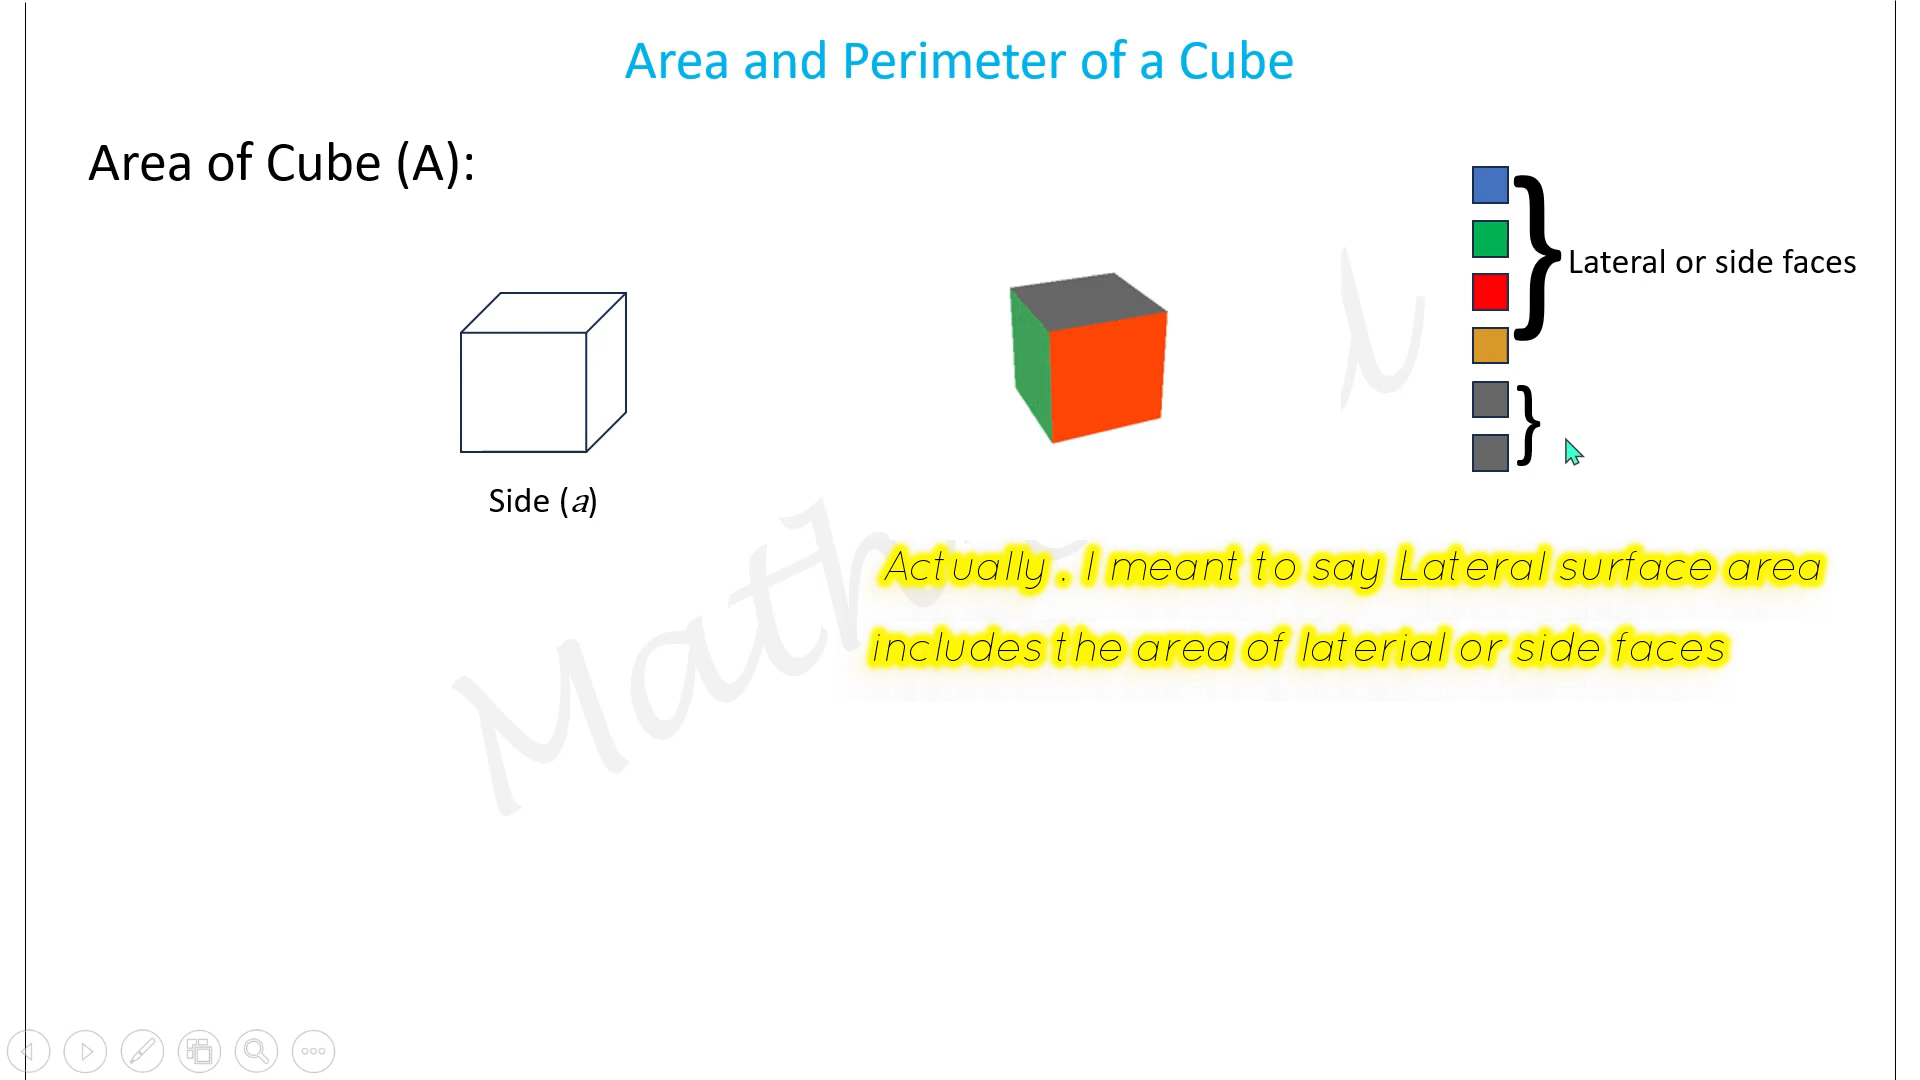 Area and Perimeter of a Cube
Area of Cube (A):
Lateral or side faces
Side (a)
Actually , I meant to say Lateral surface area
includes the area of laterial or side faces
Math